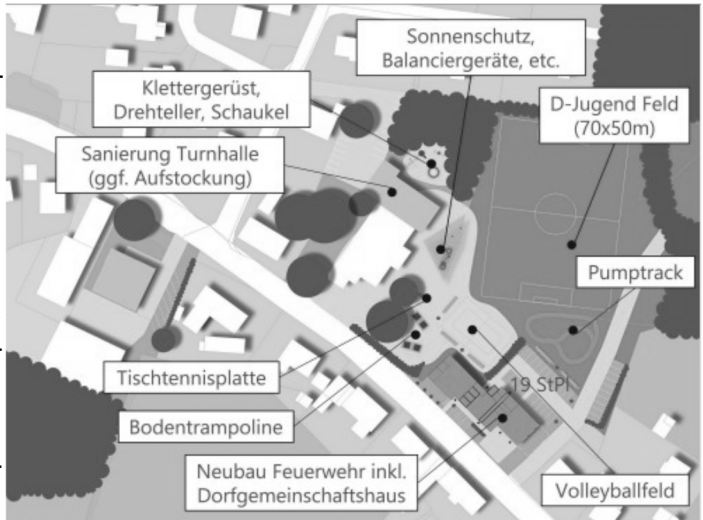 Sonnenschutz,
Balanciergeräte, etc.
Klettergerüst,
Drehteller, Schaukel
D-Jugend Feld
(70x50m)
Sanierung Turnhalle
(ggf. Aufstockung)
Pumptrack
Tischtennisplatte
19 StPl
Bodentrampoline
Neubau Feuerwehr inkl.
Dorfgemeinschaftshaus
Volleyballfeld